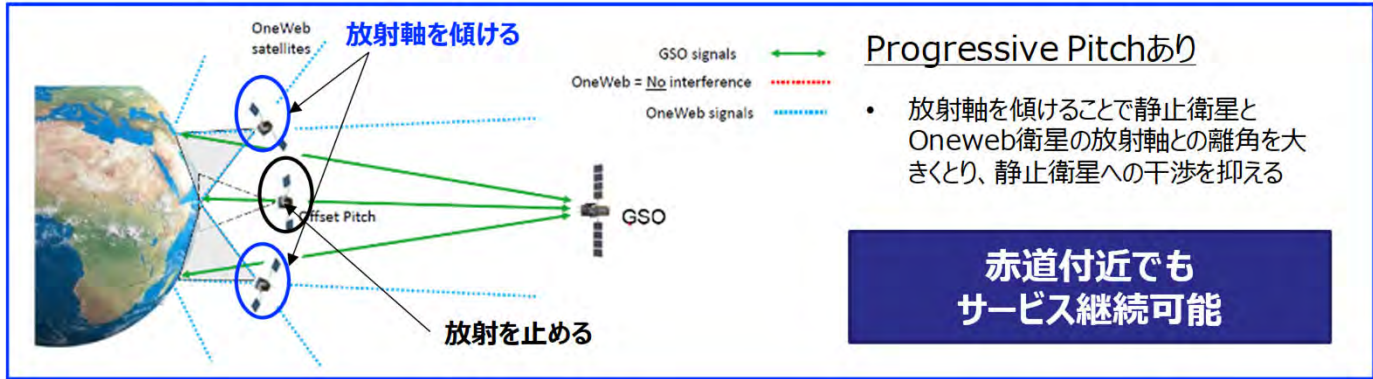 OneWeb
satellites
放射軸を傾ける
GSO signals
OneWeb = No interference
OneWeb signals
Offset Pitch
GSO
放射を止める
Progressive Pitchあり
• 放射軸を傾けることで静止衛星と
Oneweb衛星の放射軸との離角を大
きくとり、静止衛星への干渉を抑える
赤道付近でも
サービス継続可能